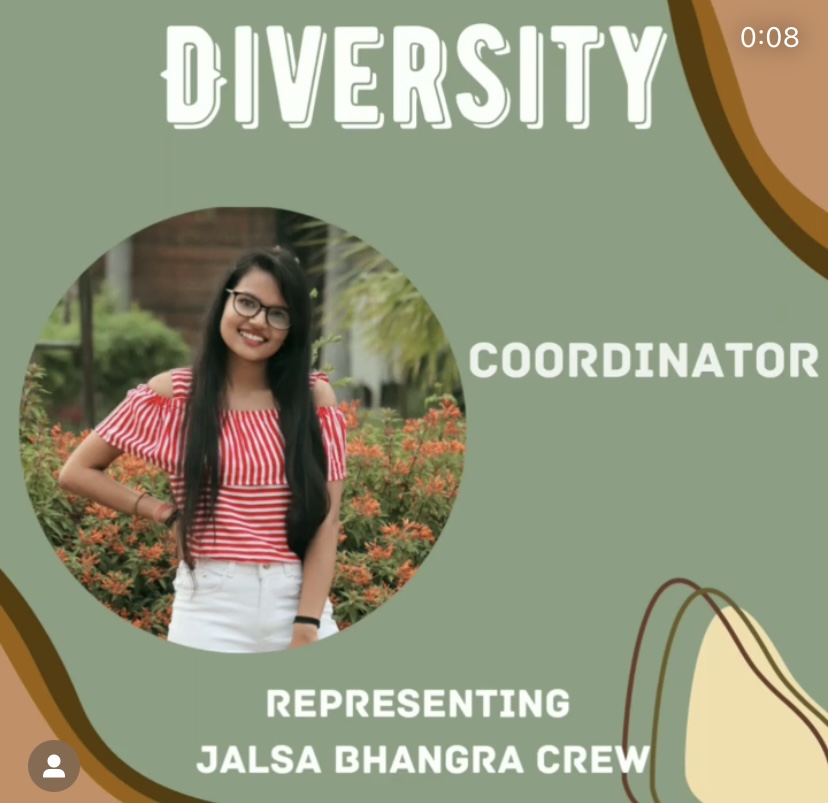 0:08
DIVERSITY
COORDINATOR
REPRESENTING
JALSA BHANGRA CREW